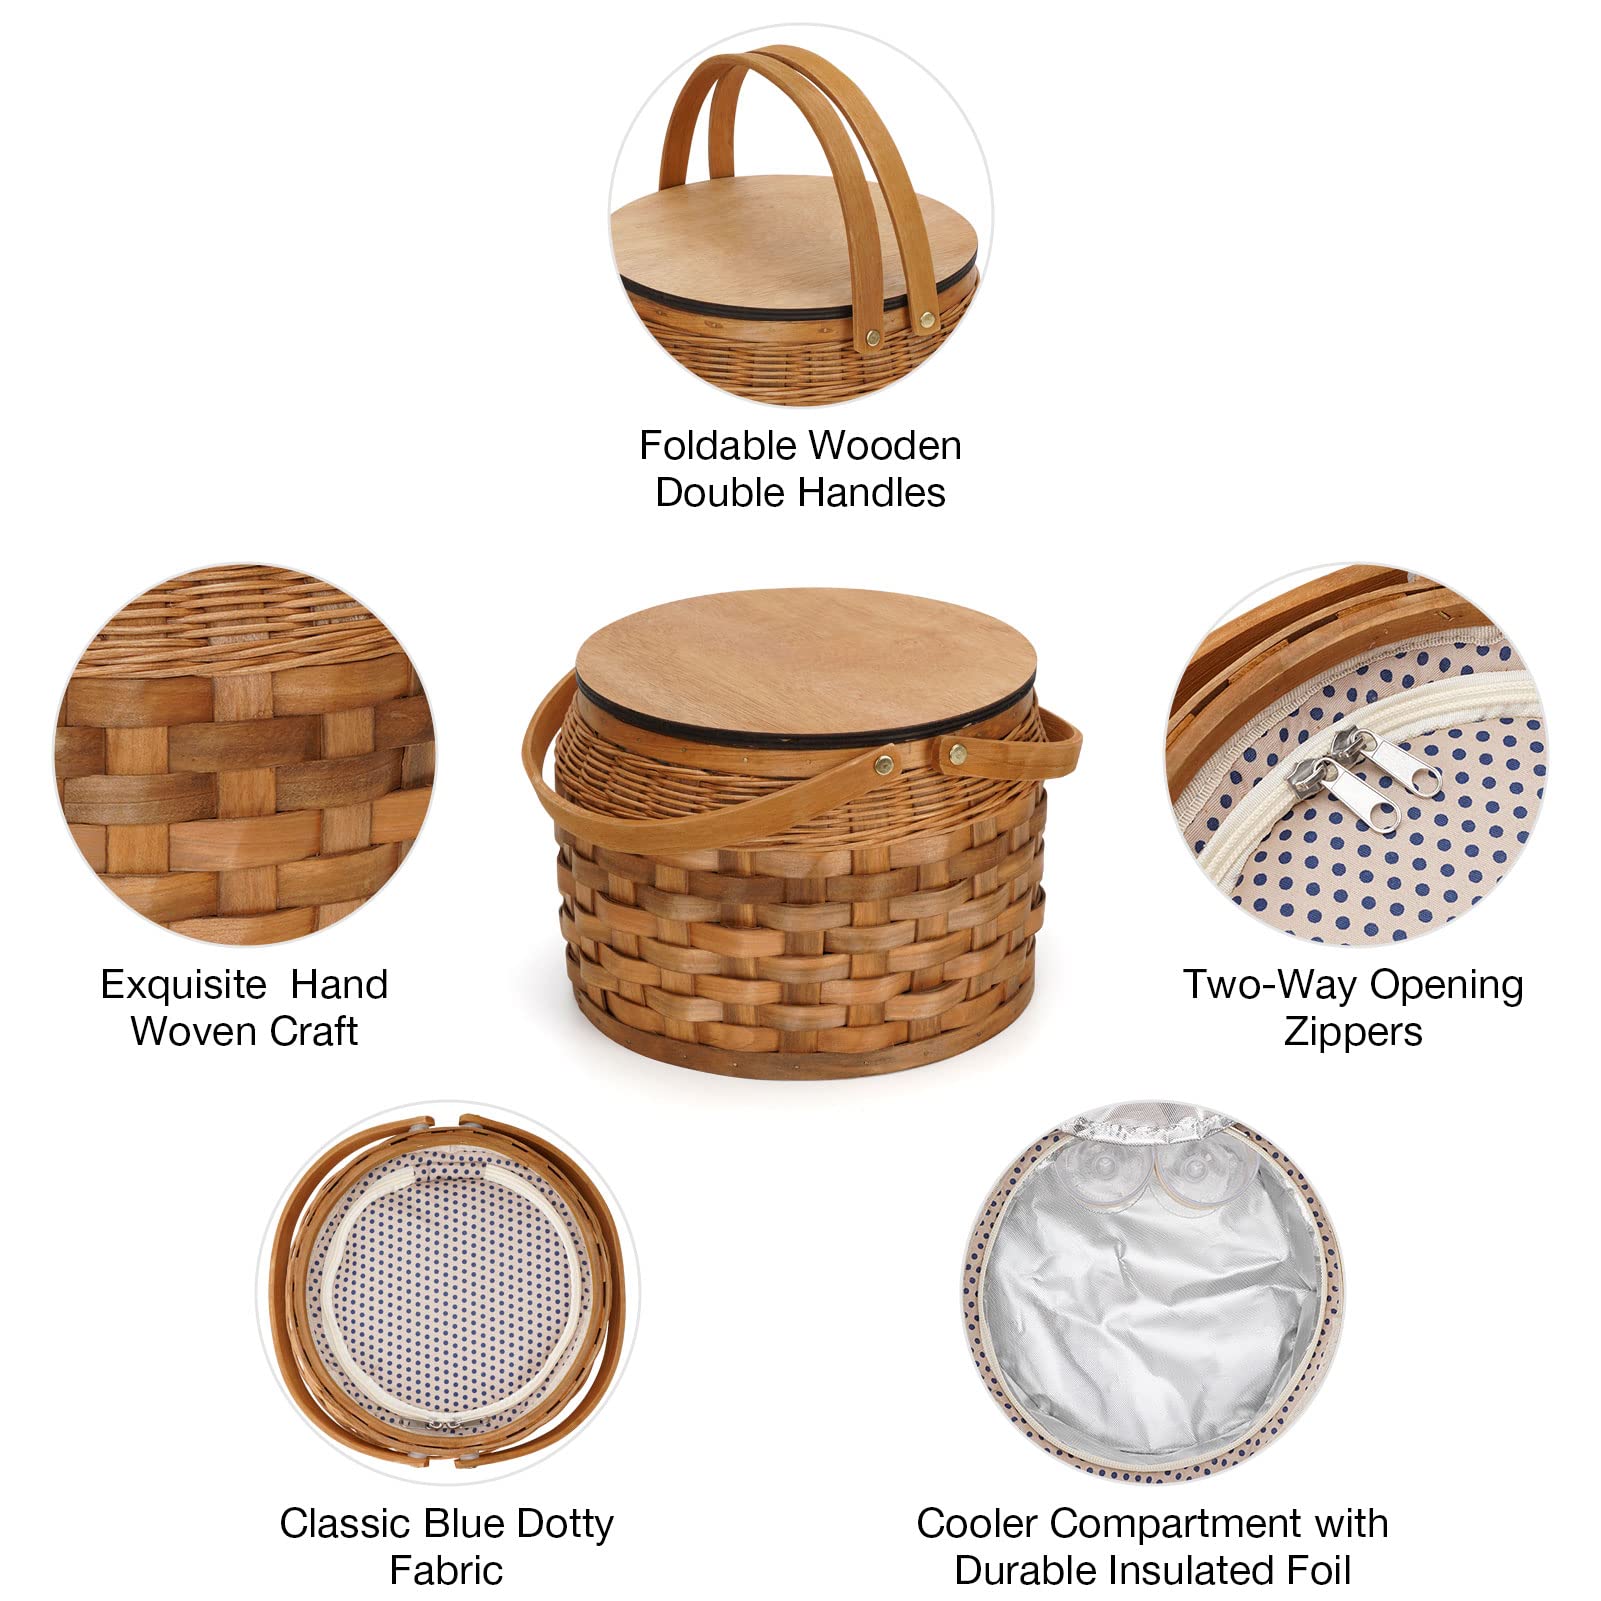 Foldable Wooden
Double Handles
Exquisite  Hand
Woven Craft
Two-Way Opening
Zippers
Classic Blue Dotty
Fabric
Cooler Compartment with
Durable Insulated Foil